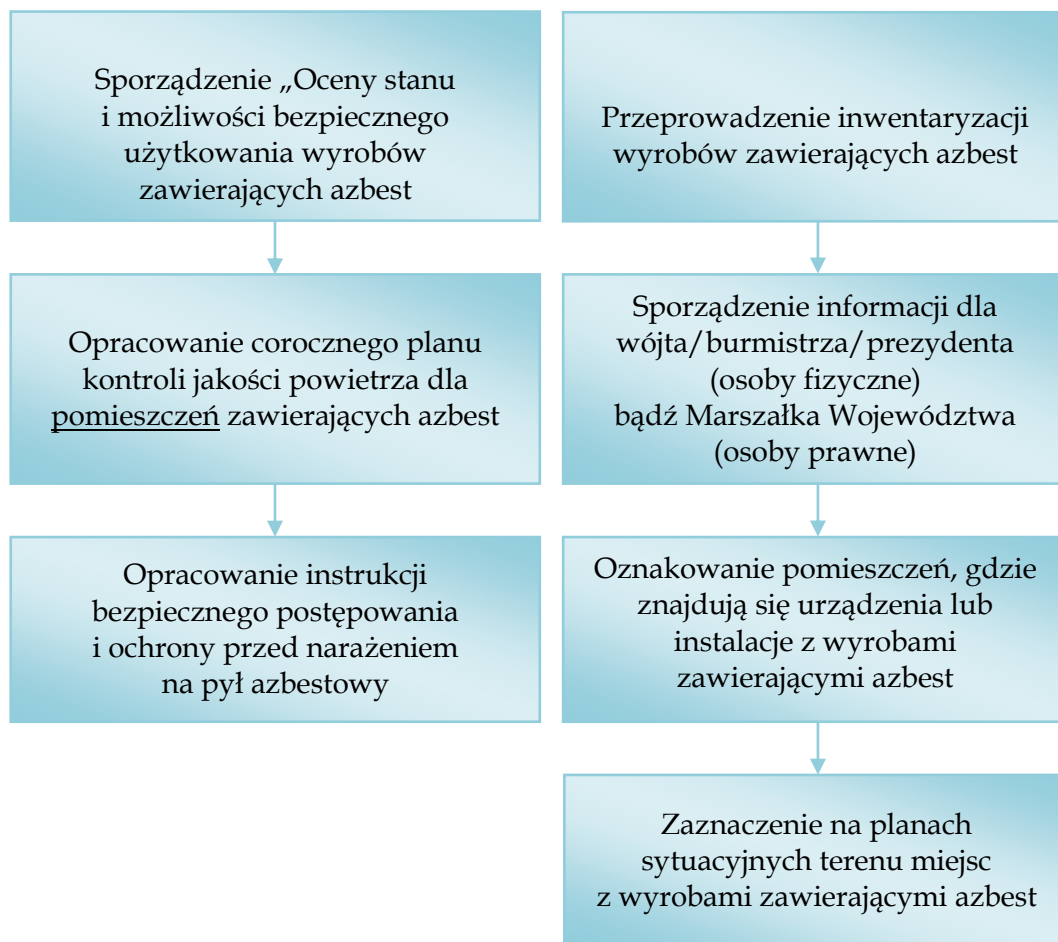 Sporządzenie „Oceny stanu
i możliwości bezpiecznego
użytkowania wyrobów
zawierających azbest
Opracowanie corocznego planu
kontroli jakości powietrza dla
pomieszczeń zawierających azbest
Opracowanie instrukcji
bezpiecznego postępowania
i ochrony przed narażeniem
na pył azbestowy
Przeprowadzenie inwentaryzacji
wyrobów zawierających azbest
Sporządzenie informacji dla
wójta/burmistrza/prezydenta
(osoby fizyczne)
bądź Marszałka Województwa
(osoby prawne)
Oznakowanie pomieszczeń, gdzie
znajdują się urządzenia lub
instalacje z wyrobami
zawierającymi azbest
Zaznaczenie na planach
sytuacyjnych terenu miejsc
z wyrobami zawierającymi azbest